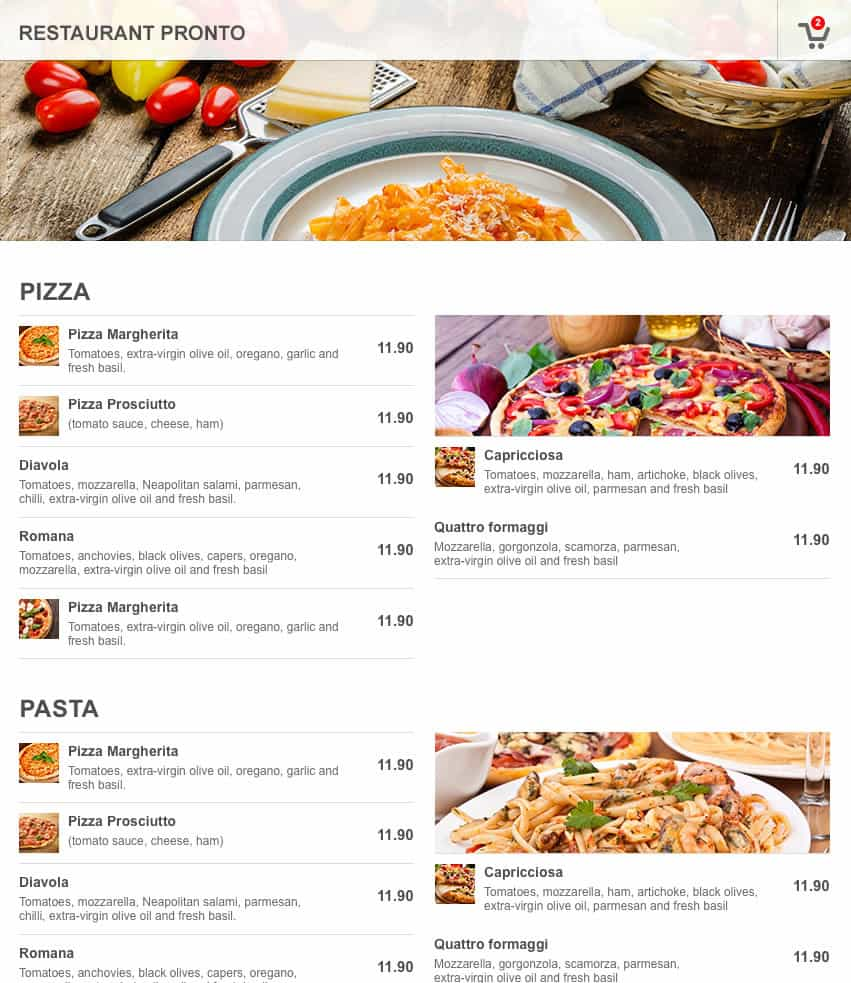 RESTAURANT PRONTO
2
PIZZA
Pizza Margherita
Tomatoes, extra-virgin olive oil, oregano, garlic and
fresh basil.
11.90
Pizza Prosciutto
(tomato sauce, cheese, ham)
11.90
Diavola
Tomatoes, mozzarella, Neapolitan salami, parmesan,
chilli, extra-virgin olive oil and fresh basil.
11.90
Romana
Tomatoes, anchovies, black olives, capers, oregano,
mozzarella, extra-virgin olive oil and fresh basil
11.90
Pizza Margherita
Tomatoes, extra-virgin olive oil, oregano, garlic and
fresh basil.
11.90
Capricciosa
Tomatoes, mozzarella, ham, artichoke, black olives,
extra-virgin olive oil, parmesan and fresh basil
11.90
Quattro formaggi
Mozzarella, gorgonzola, scamorza, parmesan,
extra-virgin olive oil and fresh basil
11.90
PASTA
Pizza Margherita
Tomatoes, extra-virgin olive oil, oregano, garlic and
fresh basil.
11.90
Pizza Prosciutto
(tomato sauce, cheese, ham)
11.90
Diavola
Tomatoes, mozzarella, Neapolitan salami, parmesan,
chilli, extra-virgin olive oil and fresh basil.
11.90
Romana
Tomatoes, anchovies, black olives, capers, oregano,
11.90
Capricciosa
Tomatoes, mozzarella, ham, artichoke, black olives,
extra-virgin olive oil, parmesan and fresh basil
11.90
Quattro formaggi
Mozzarella, gorgonzola, scamorza, parmesan,
extra-virgin olive oil and fresh basil
11.90